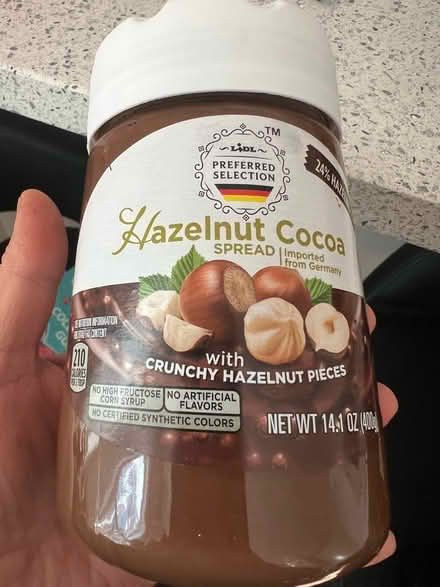 LIDL
TM
PREFERRED
SELECTION
24% HAZ
Hazelnut Cocoa
SPREAD
Imported
from Germany
210
CALORIES
with
CRUNCHY HAZELNUT PIECES
NO HIGH FRUCTOSE
CORN SYRUP
NO ARTIFICIAL
FLAVORS
NO CERTIFIED SYNTHETIC COLORS
NET WT 14.1 OZ (400g